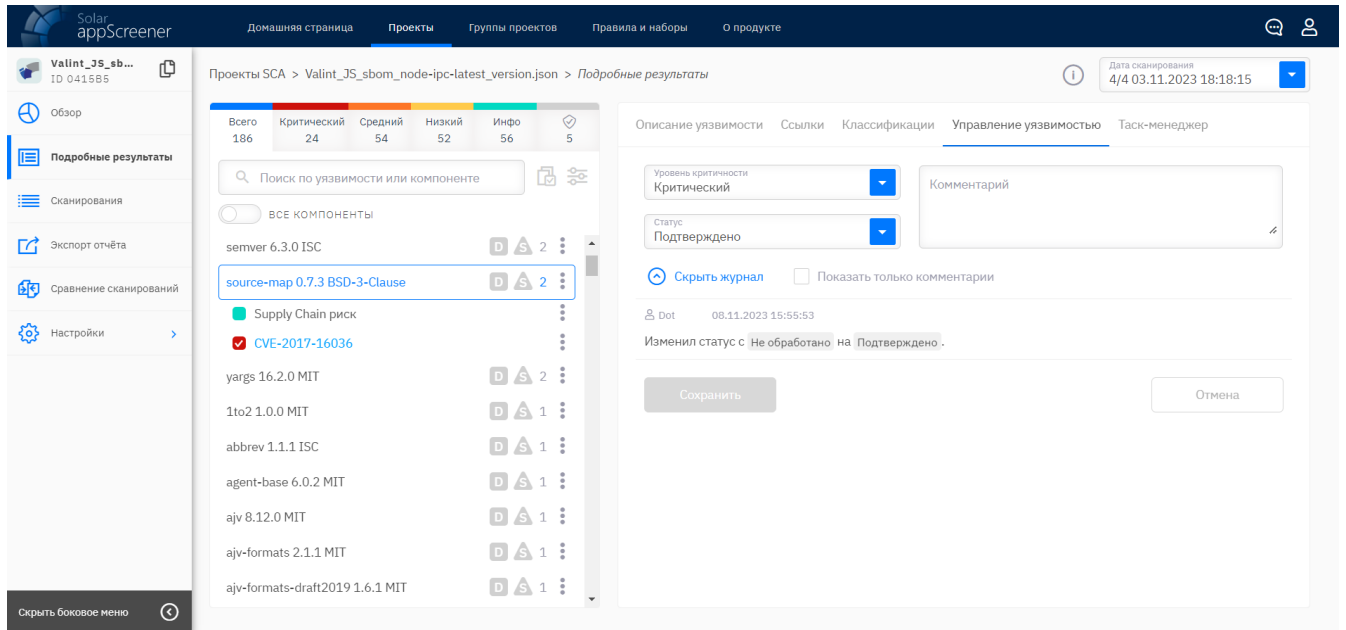 Solar
appScreener
Домашняя страница
Проекты
Группы проектов
Правила и наборы
О продукте
Valint_JS_sb...
ID 0415B5
Обзор
Подробные результаты
Сканирования
Экспорт отчёта
Сравнение сканирований
Настройки
Скрыть боковое меню
Проекты SCA > Valint_JS_sbom_node-ipc-latest_version.json > Подробные результаты
Дата сканирования
4/4 03.11.2023 18:18:15
Всего
186
Критический
24
Средний
54
Низкий
52
Инфо
56
5
Поиск по уязвимости или компоненте
ВСЕ КОМПОНЕНТЫ
semver 6.3.0 ISC D S 2
source-map 0.7.3 BSD-3-Clause D S 2
Supply Chain риск
CVE-2017-16036
yargs 16.2.0 MIT D S 2
1to2 1.0.0 MIT D S 1
abbrev 1.1.1 ISC D S 1
agent-base 6.0.2 MIT D S 1
ajv 8.12.0 MIT D S 1
ajv-formats 2.1.1 MIT D S 1
ajv-formats-draft2019 1.6.1 MIT D S 1
Описание уязвимости
Ссылки
Классификации
Управление уязвимостью
Таск-менеджер
Уровень критичности
Критический
Статус
Подтверждено
Комментарий
Скрыть журнал
Показать только комментарии
Dot 08.11.2023 15:55:53
Изменил статус с Не обработано на Подтверждено .
Сохранить
Отмена